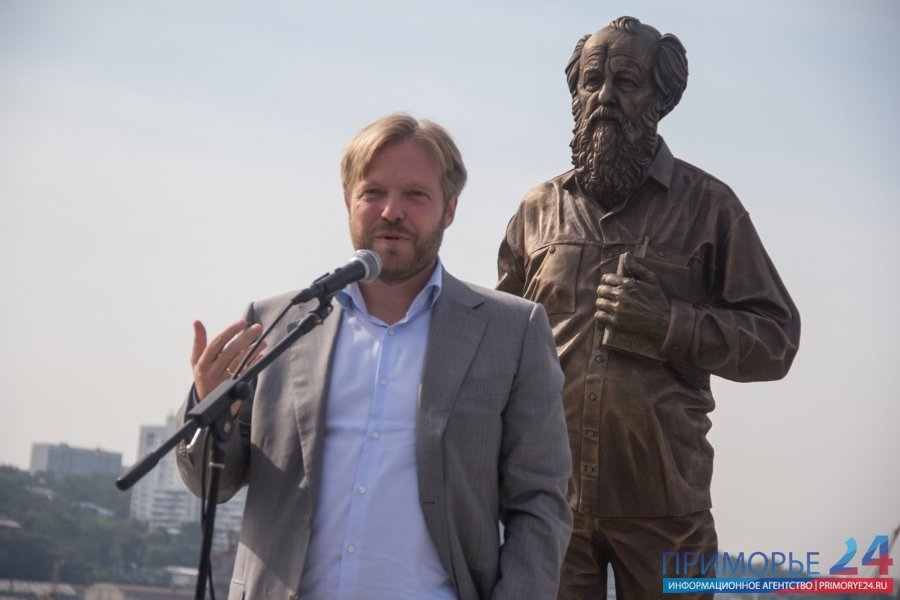 ПРИМОРЬЕ 24
ИНФОРМАЦИОННОЕ АГЕНТСТВО | PRIMORYE24.RU